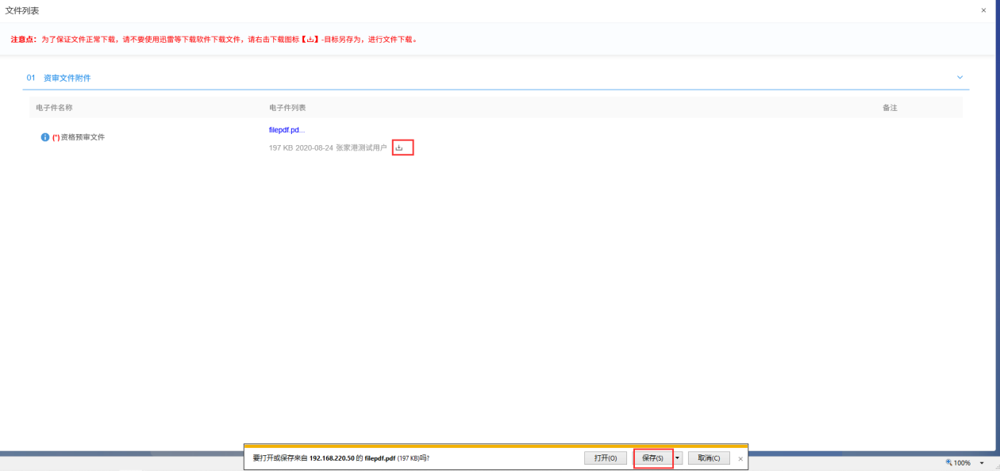 文件列表
注意点：为了保证文件正常下载，请不要使用迅雷等下载软件下载文件，请右击下载图标【】-目标另存为，进行文件下载。
01 资审文件附件
电子件名称 电子件列表 备注
filepdf.pd...
(*)资格预审文件
197 KB 2020-08-24 张家港测试用户
要打开或保存来自 192.168.220.50 的 filepdf.pdf (197 KB)吗? 打开(O) 保存(S) 取消(C)
100%